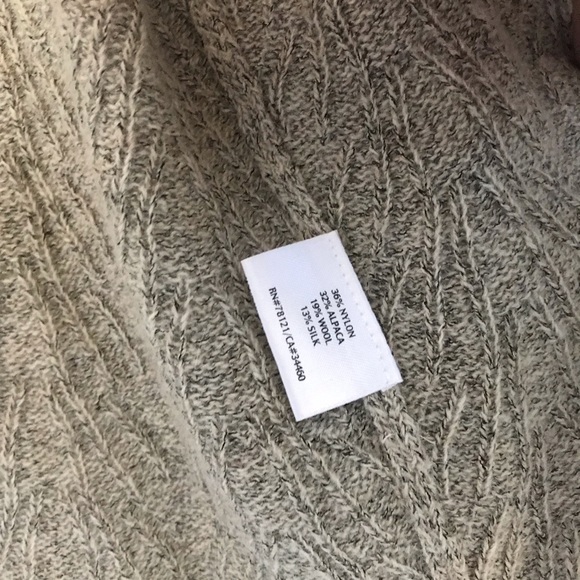 36% NYLON
32% ALPACA
19% WOOL
13% SILK
RN#78121/CA#34460